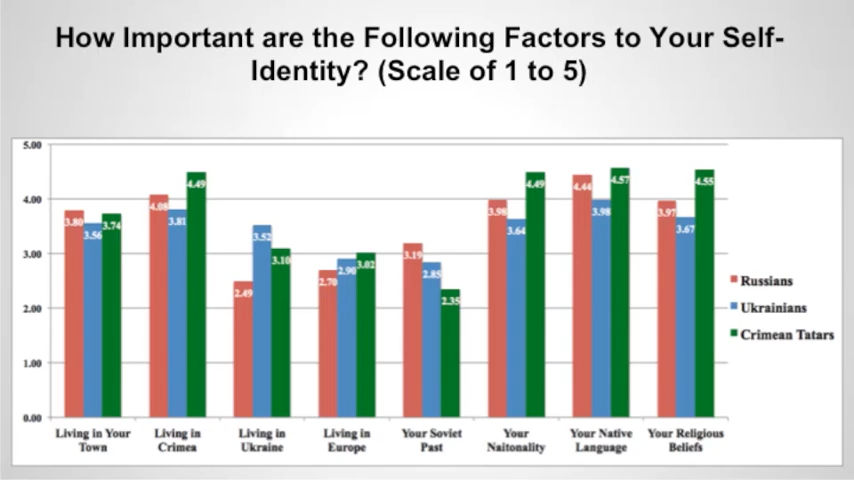 How Important are the Following Factors to Your Self-
Identity? (Scale of 1 to 5)
5.00
4.00
3.00
2.00
1.00
0.00
3.80
3.56
3.74
4.08
3.81
4.49
2.49
3.52
3.10
2.70
2.90
3.02
3.19
2.85
2.35
3.98
3.64
4.49
4.44
3.98
4.57
3.97
3.67
4.55
Living in Your
Town
Living in
Crimea
Living in
Ukraine
Living in
Europe
Your Soviet
Past
Your
Naitonality
Your Native
Language
Your Religious
Beliefs
Russians
Ukrainians
Crimean Tatars